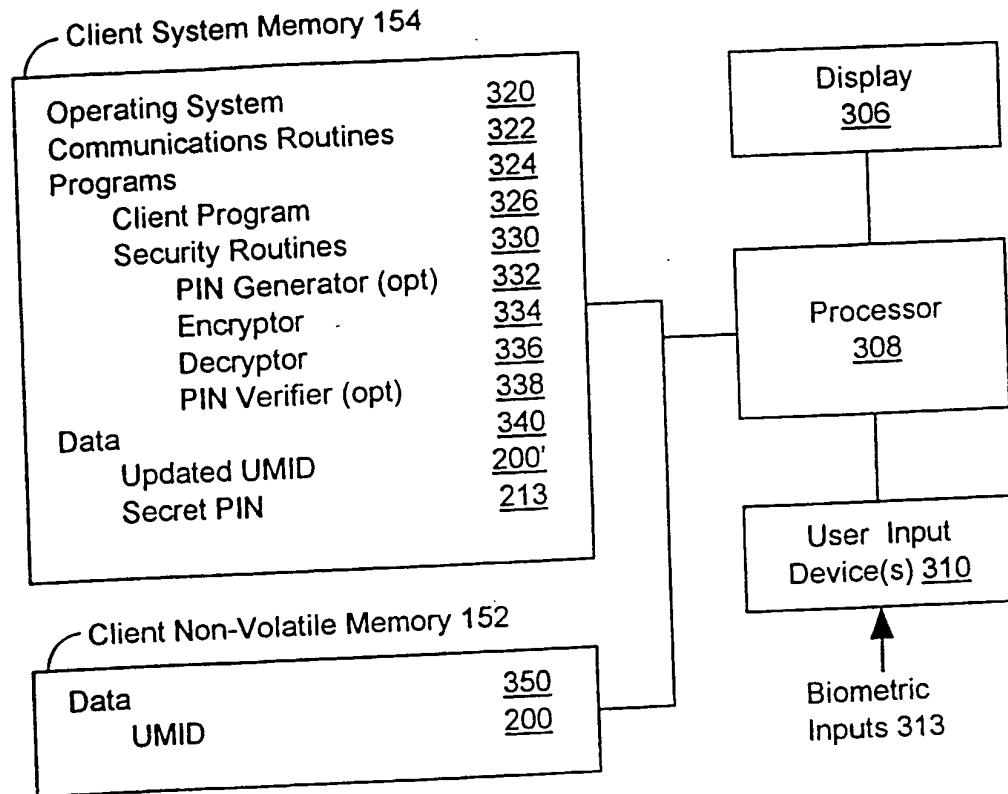 Client System Memory 154
Operating System 320
Communications Routines 322
Programs 324
Client Program 326
Security Routines 330
PIN Generator (opt) 332
Encryptor 334
Decryptor 336
PIN Verifier (opt) 338
Data 340
Updated UMID 200'
Secret PIN 213
Client Non-Volatile Memory 152
Data 350
UMID 200
Display
306
Processor
308
User Input
Device(s) 310
Biometric
Inputs 313